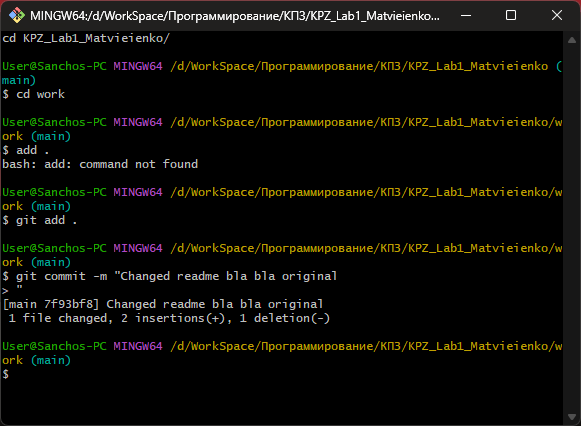 MINGW64:/d/WorkSpace/Программирование/КПЗ/KPZ_Lab1_Matvieienko...
cd KPZ_Lab1_Matvieienko/
User@Sanchos-PC MINGW64 /d/WorkSpace/Программирование/КПЗ/KPZ_Lab1_Matvieienko (
main)
$ cd work
User@Sanchos-PC MINGW64 /d/WorkSpace/Программирование/КПЗ/KPZ_Lab1_Matvieienko/w
ork (main)
$ add .
bash: add: command not found
User@Sanchos-PC MINGW64 /d/WorkSpace/Программирование/КПЗ/KPZ_Lab1_Matvieienko/w
ork (main)
$ git add .
User@Sanchos-PC MINGW64 /d/WorkSpace/Программирование/КПЗ/KPZ_Lab1_Matvieienko/w
ork (main)
$ git commit -m "Changed readme bla bla original
> "
[main 7f93bf8] Changed readme bla bla original
 1 file changed, 2 insertions(+), 1 deletion(-)
User@Sanchos-PC MINGW64 /d/WorkSpace/Программирование/КПЗ/KPZ_Lab1_Matvieienko/w
ork (main)
$